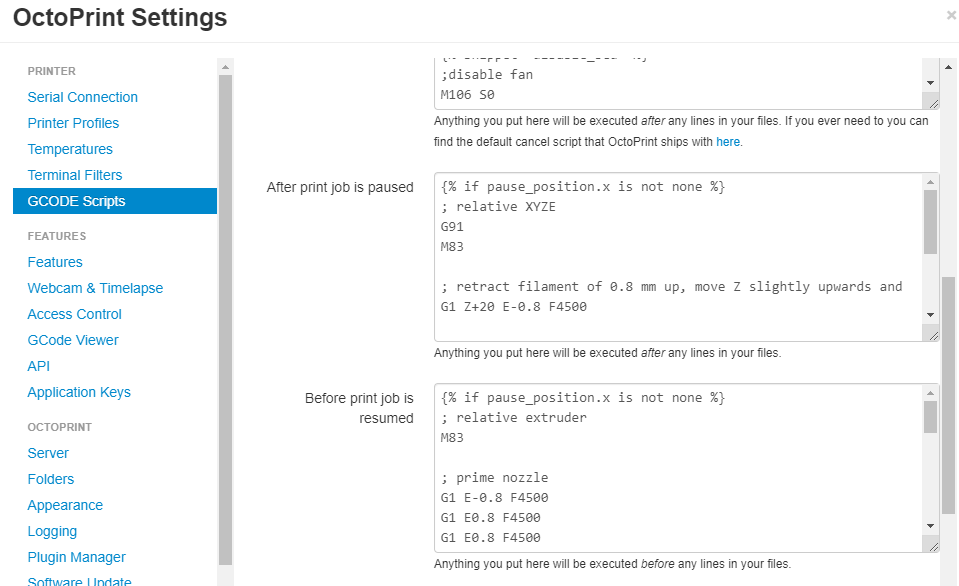 OctoPrint Settings
×
PRINTER
Serial Connection
Printer Profiles
Temperatures
Terminal Filters
GCODE Scripts
FEATURES
Features
Webcam & Timelapse
Access Control
GCode Viewer
API
Application Keys
OCTOPRINT
Server
Folders
Appearance
Logging
Plugin Manager
Software Update
;disable fan
M106 S0
Anything you put here will be executed after any lines in your files. If you ever need to you can
find the default cancel script that OctoPrint ships with here.
After print job is paused
{% if pause_position.x is not none %}
; relative XYZE
G91
M83
; retract filament of 0.8 mm up, move Z slightly upwards and
G1 Z+20 E-0.8 F4500
Anything you put here will be executed after any lines in your files.
Before print job is
resumed
{% if pause_position.x is not none %}
; relative extruder
M83
; prime nozzle
G1 E-0.8 F4500
G1 E0.8 F4500
G1 E0.8 F4500
Anything you put here will be executed before any lines in your files.